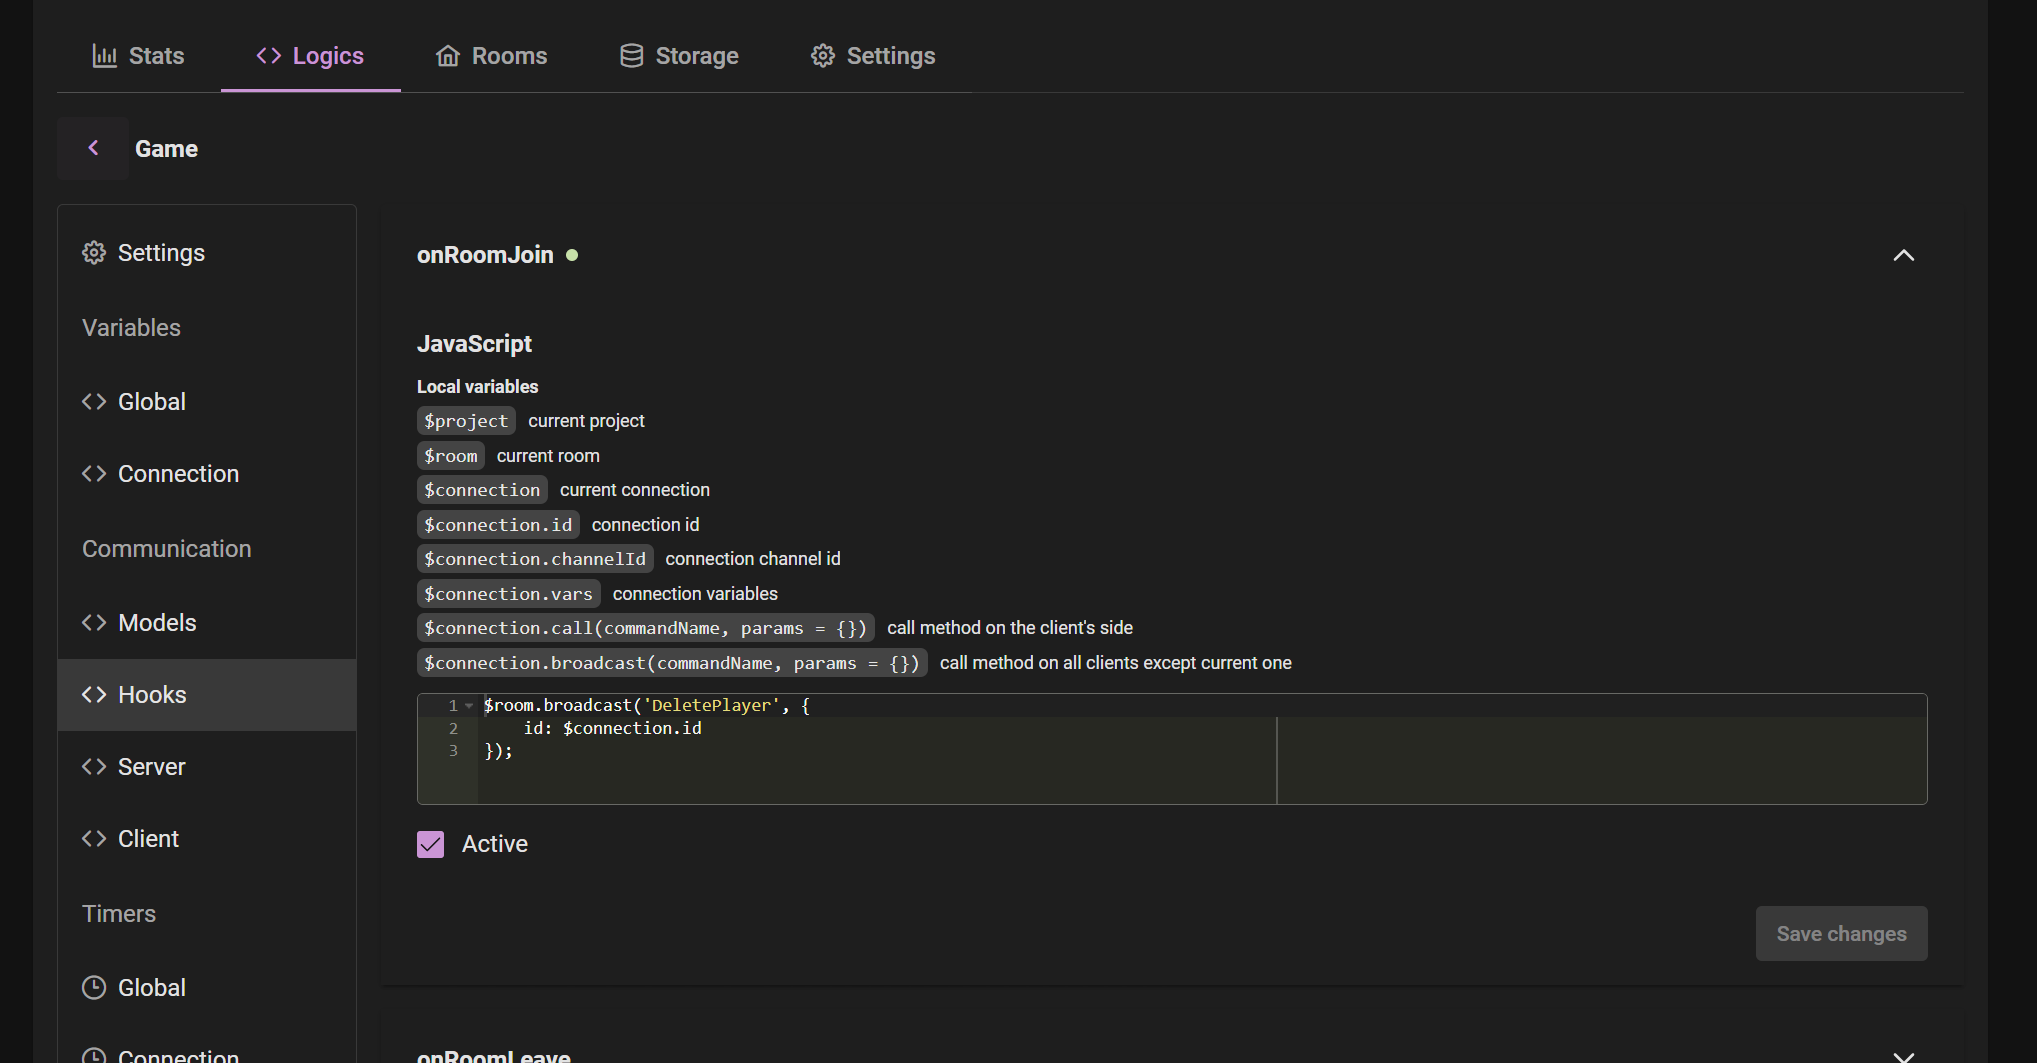 Stats
Logics
Rooms
Storage
Settings
Game
Settings
Variables
Global
Connection
Communication
Models
Hooks
Server
Client
Timers
Global
Connection
onRoomJoin
JavaScript
Local variables
$project current project
$room current room
$connection current connection
$connection.id connection id
$connection.channelId connection channel id
$connection.vars connection variables
$connection.call(commandName, params = {}) call method on the client's side
$connection.broadcast(commandName, params = {}) call method on all clients except current one
1 $room.broadcast('DeletePlayer', {
2 id: $connection.id
3 });
Active
Save changes
onRoomLeave